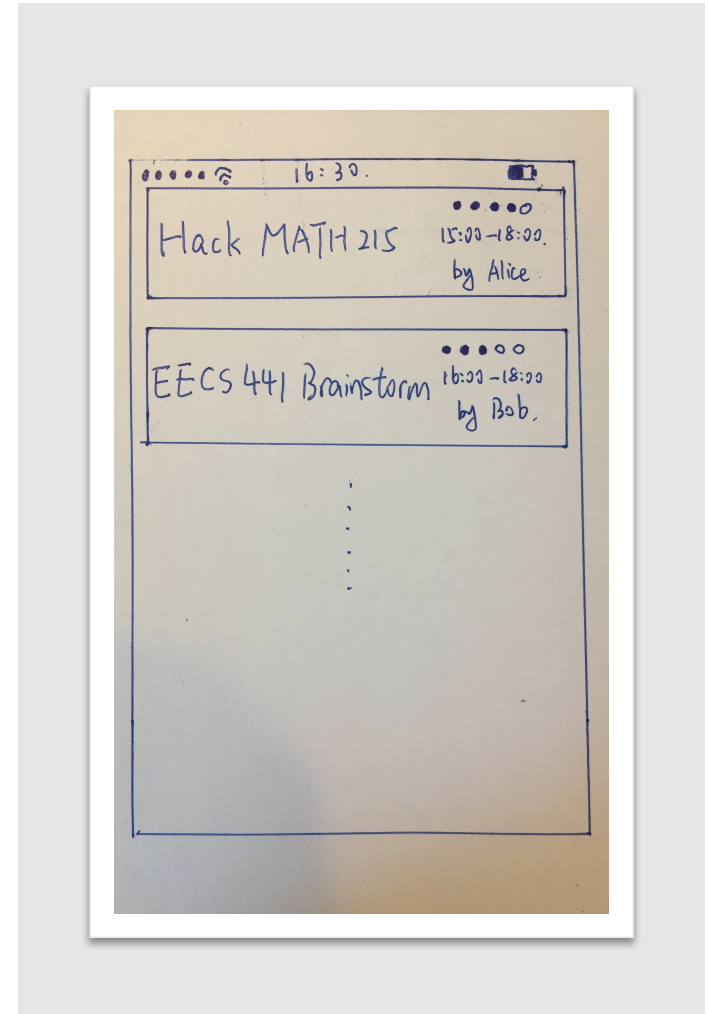 16:30.
Hack MATH 215
15:00-18:00.
by Alice
EECS 441 Brainstorm
16:00-18:00
by Bob.